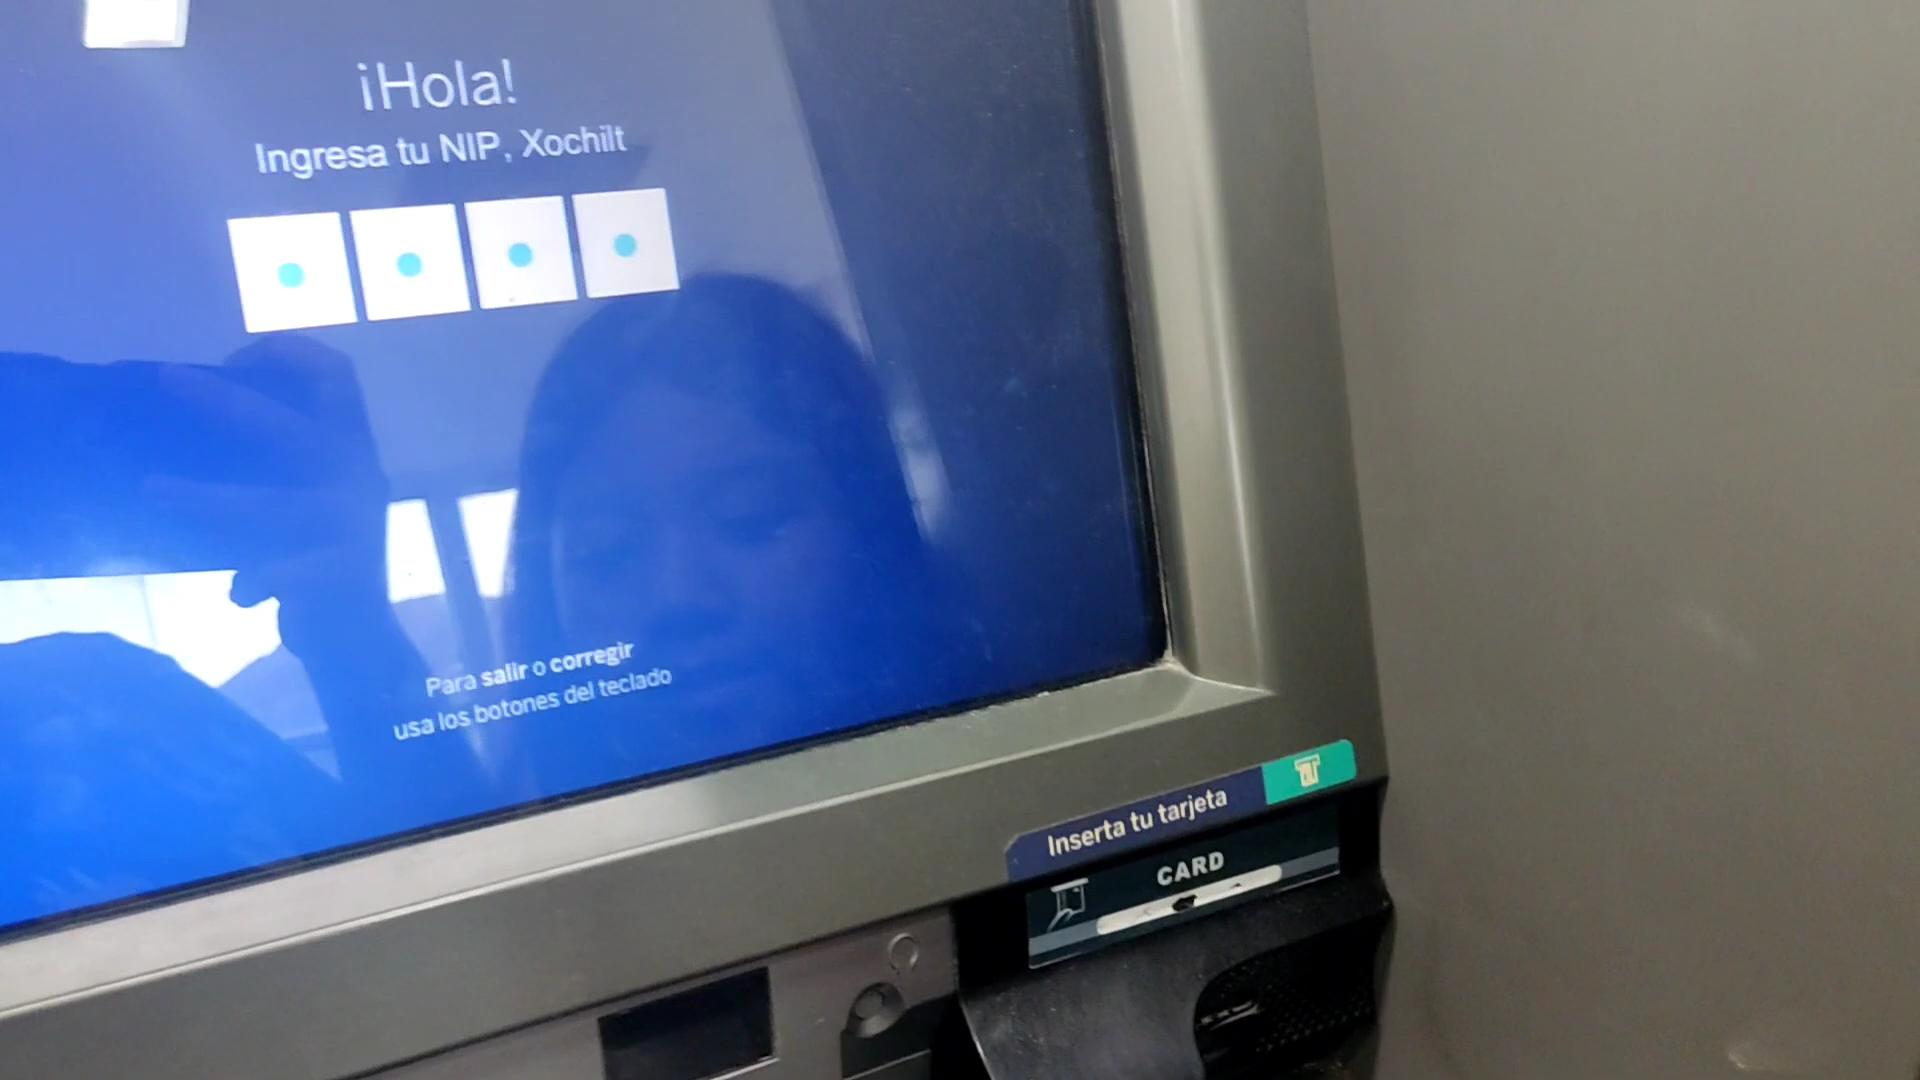 ¡Hola!
Ingresa tu NIP, Xochilt
Para salir o corregir
usa los botones del teclado
Inserta tu tarjeta
CARD